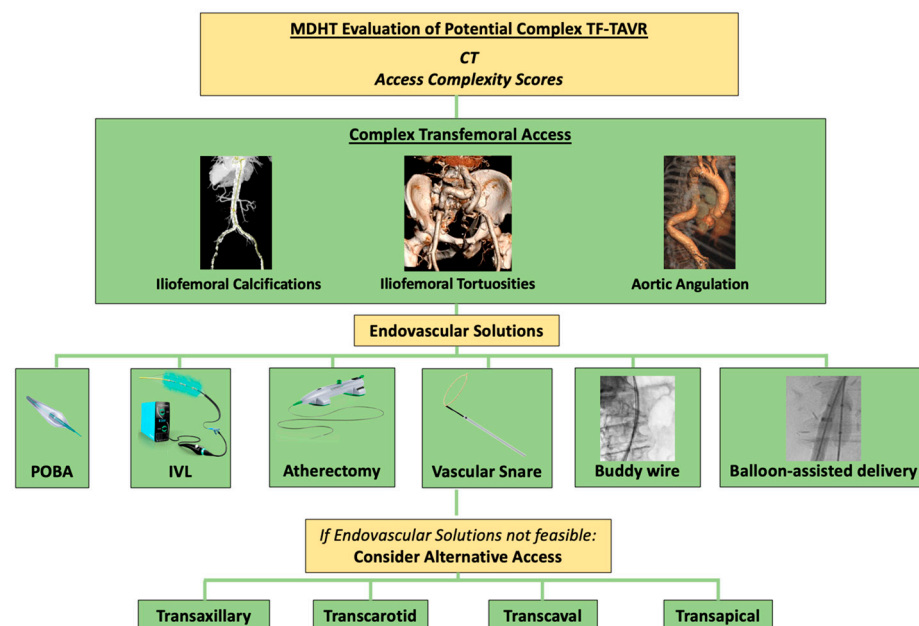 MDHT Evaluation of Potential Complex TF-TAVR
CT
Access Complexity Scores
Complex Transfemoral Access
Iliofemoral Calcifications
Iliofemoral Tortuosities
Aortic Angulation
Endovascular Solutions
POBA
IVL
Atherectomy
Vascular Snare
Buddy wire
Balloon-assisted delivery
If Endovascular Solutions not feasible:
Consider Alternative Access
Transaxillary
Transcarotid
Transcaval
Transapical